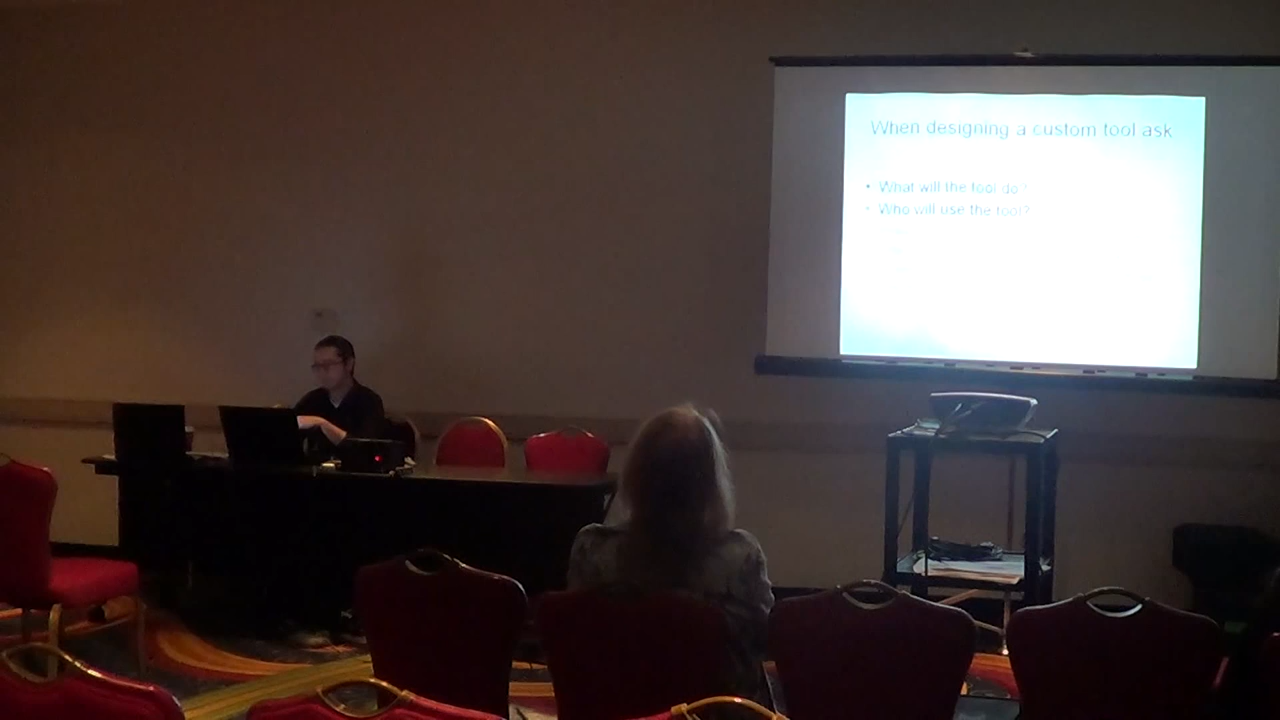 When designing a custom tool ask
• What will the tool do?
• Who will use the tool?